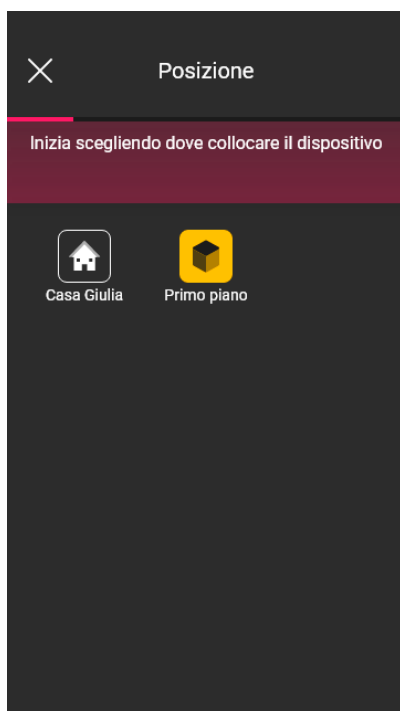 Posizione
Inizia scegliendo dove collocare il dispositivo
Casa Giulia
Primo piano